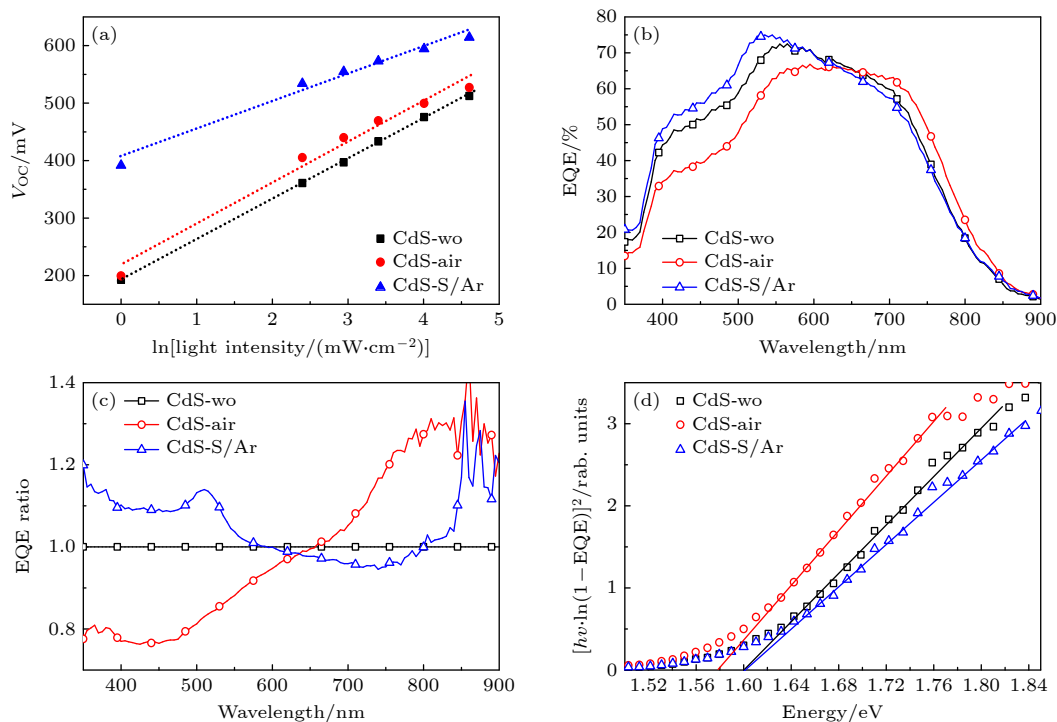 (a)
600
500
400
300
200
V_OC/mV
CdS-wo
CdS-air
CdS-S/Ar
0 1 2 3 4 5
ln[light intensity/(mW·cm⁻²)]
(b)
80
70
60
50
40
30
20
10
0
EQE/%
CdS-wo
CdS-air
CdS-S/Ar
400 500 600 700 800 900
Wavelength/nm
(c)
1.4
1.2
1.0
0.8
EQE ratio
CdS-wo
CdS-air
CdS-S/Ar
400 500 600 700 800 900
Wavelength/nm
(d)
3
2
1
0
[hν·ln(1−EQE)]²/rab. units
CdS-wo
CdS-air
CdS-S/Ar
1.52 1.56 1.60 1.64 1.68 1.72 1.76 1.80 1.84
Energy/eV